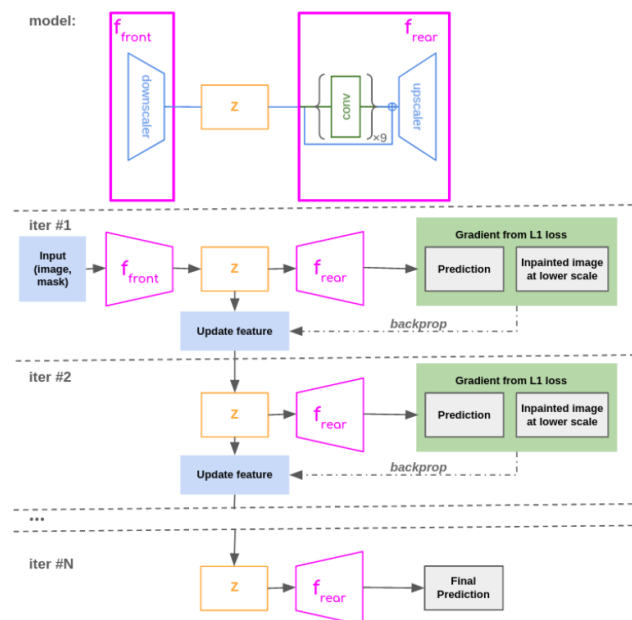 model:
f front
f rear
downscaler
z
conv
×9
upscaler
iter #1
Input
(image,
mask)
f front
z
f rear
Gradient from L1 loss
Prediction
Inpainted image
at lower scale
Update feature
backprop
iter #2
z
f rear
Gradient from L1 loss
Prediction
Inpainted image
at lower scale
Update feature
backprop
...
iter #N
z
f rear
Final
Prediction